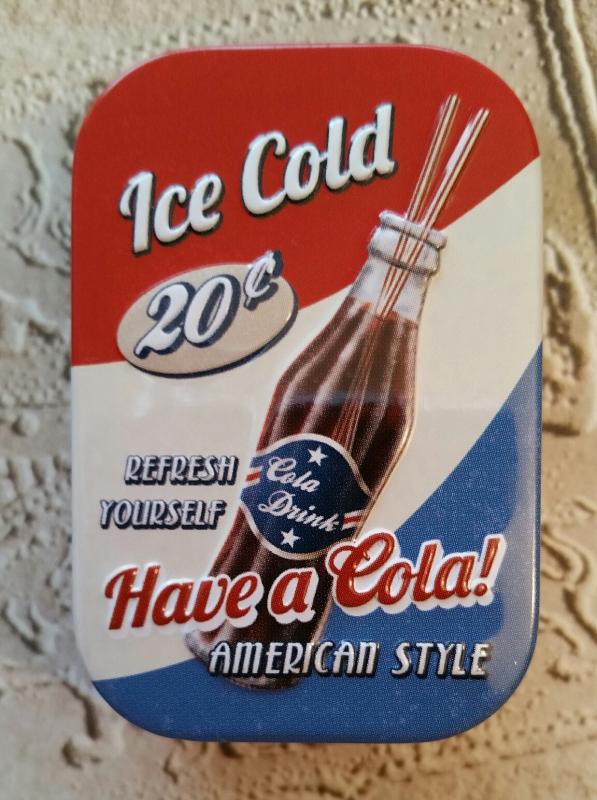 Ice Cold
20¢
REFRESH
YOURSELF
Cola
Drink
Have a Cola!
AMERICAN STYLE